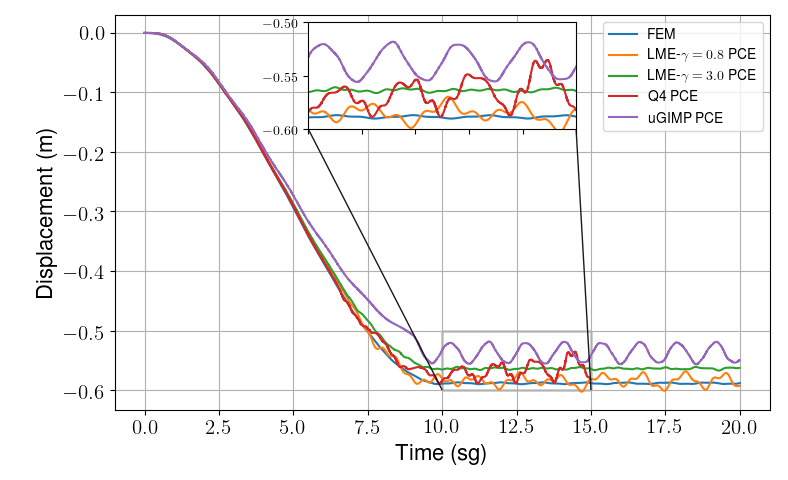 −0.50
−0.55
−0.60
FEM
LME-γ = 0.8 PCE
LME-γ = 3.0 PCE
Q4 PCE
uGIMP PCE
0.0
−0.1
−0.2
−0.3
−0.4
−0.5
−0.6
Displacement (m)
0.0 2.5 5.0 7.5 10.0 12.5 15.0 17.5 20.0
Time (sg)